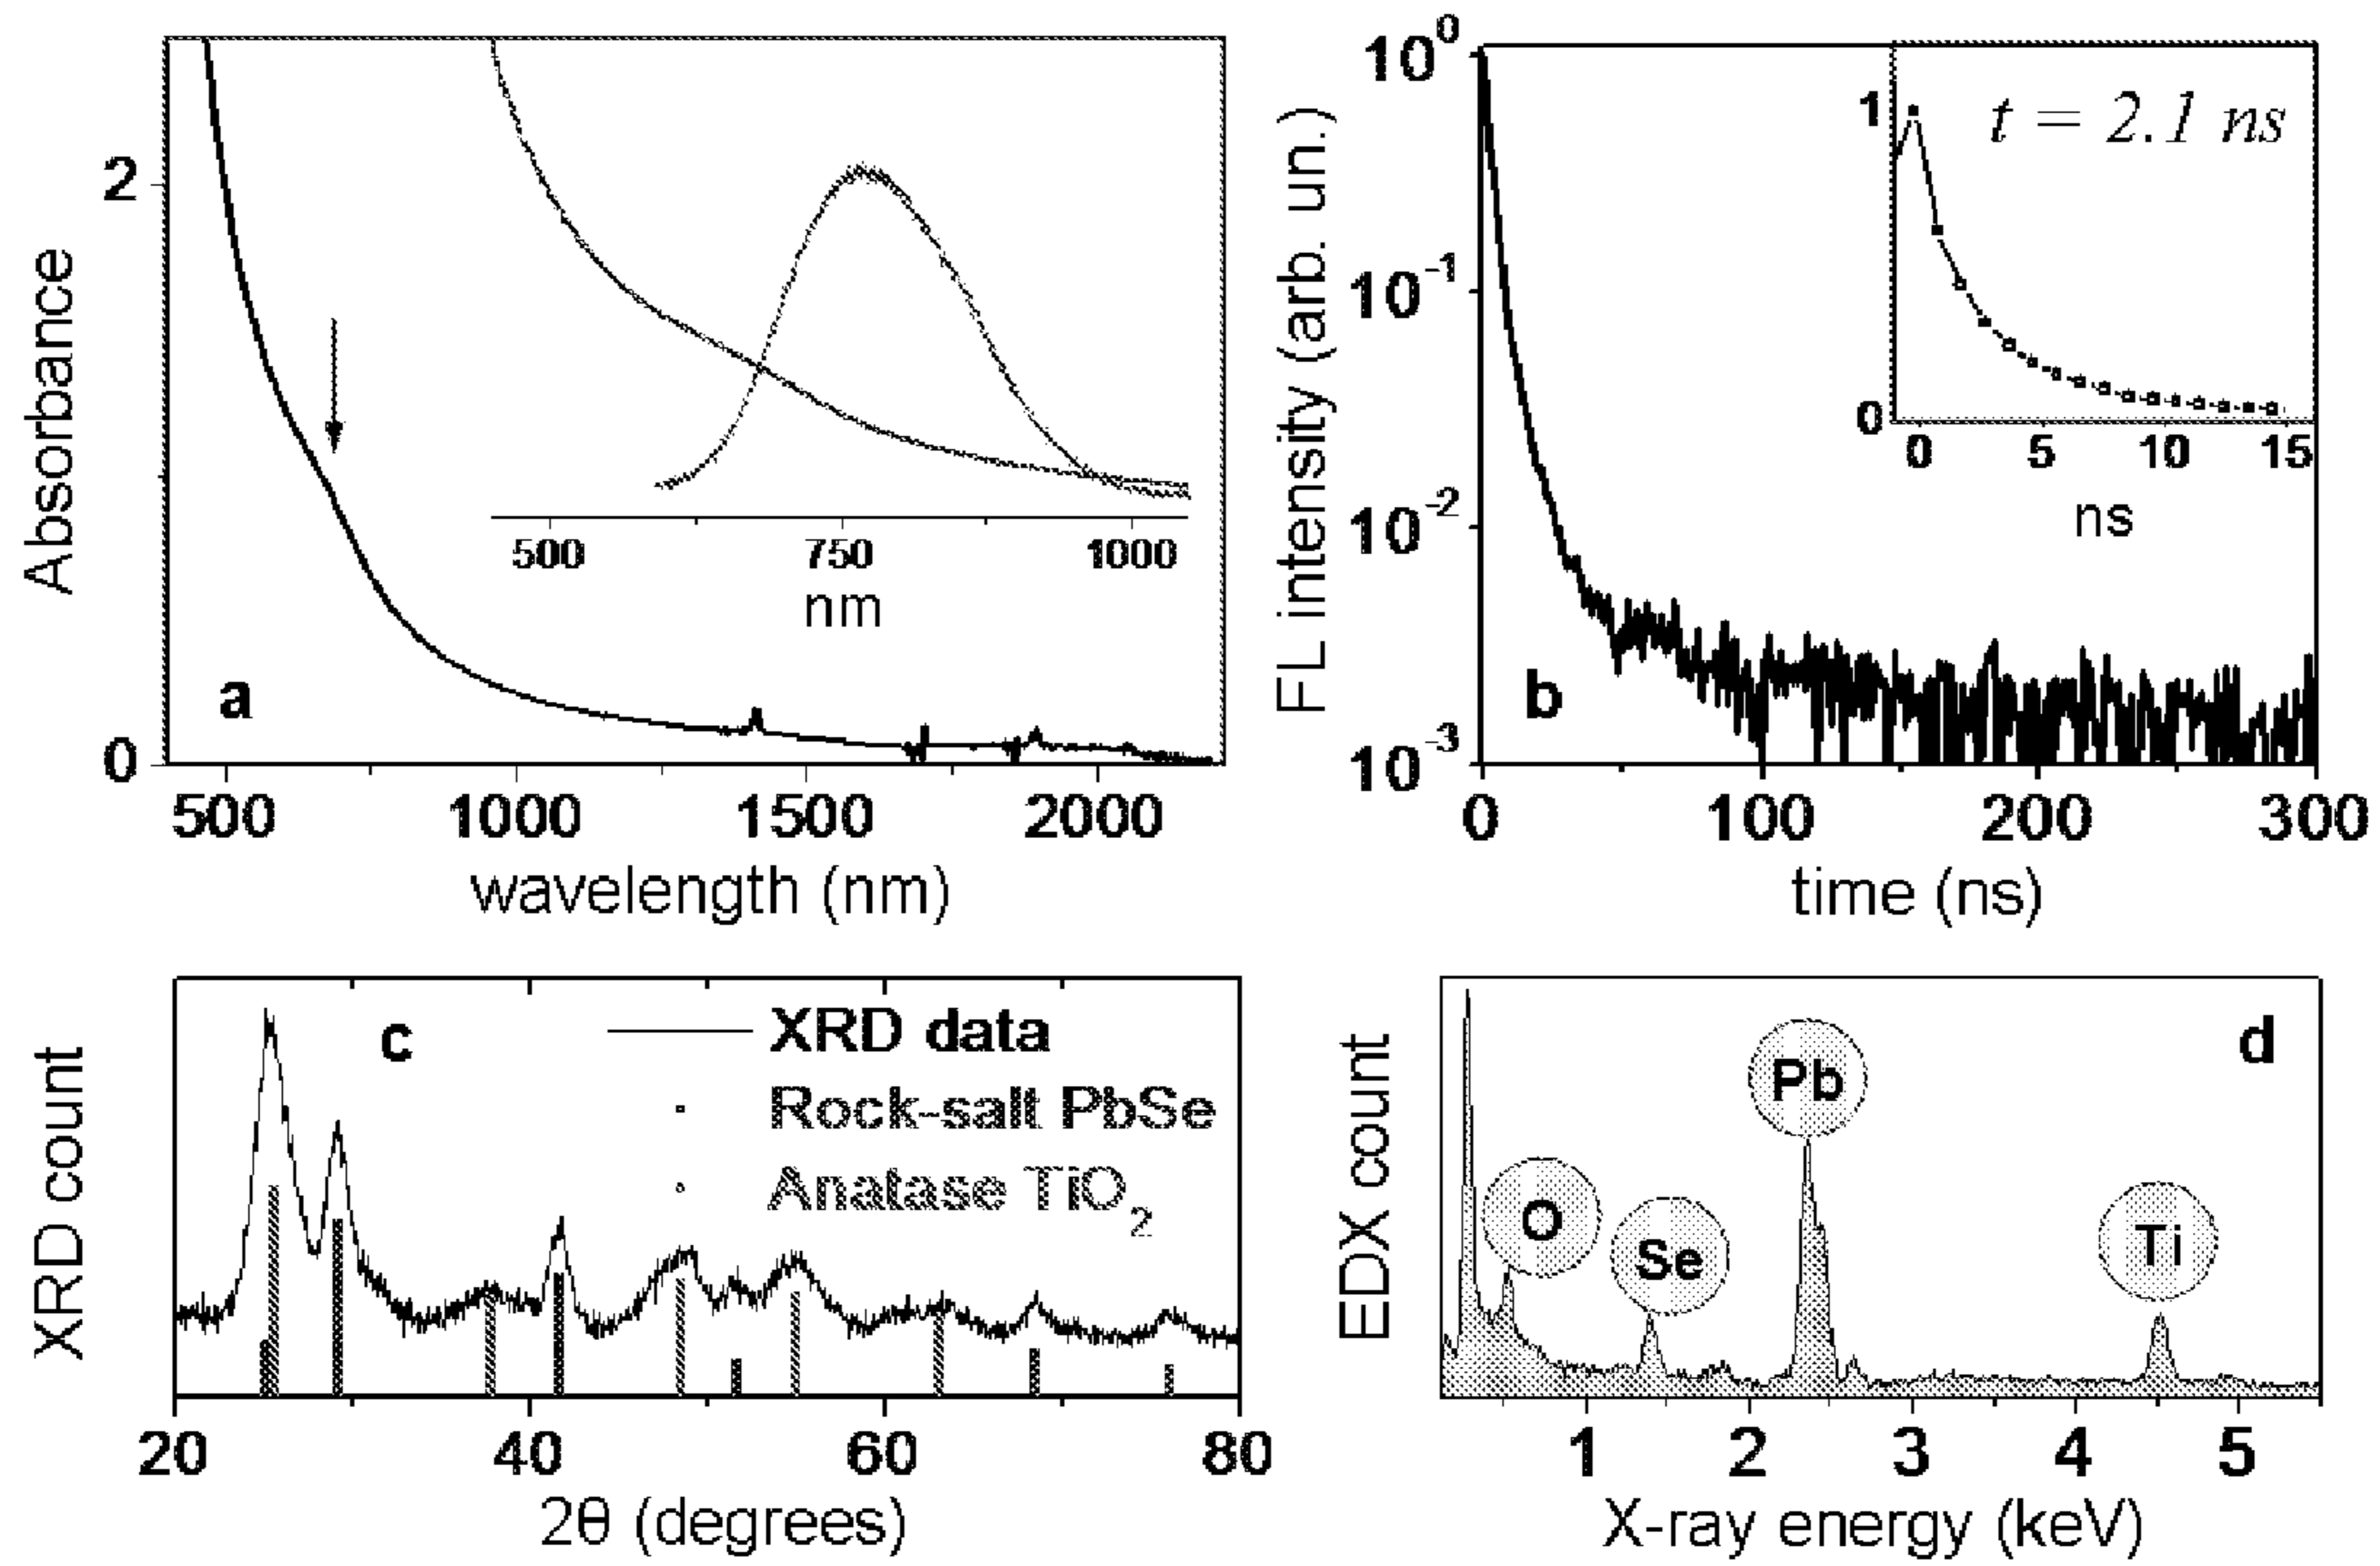 2
0
Absorbance
a
500 750 1000
nm
500 1000 1500 2000
wavelength (nm)
10^0
10^-1
10^-2
10^-3
FL intensity (arb. un.)
b
1
0
t = 2.1 ns
0 5 10 15
ns
0 100 200 300
time (ns)
XRD count
c
XRD data
Rock-salt PbSe
Anatase TiO2
20 40 60 80
2θ (degrees)
EDX count
d
O
Se
Pb
Ti
1 2 3 4 5
X-ray energy (keV)